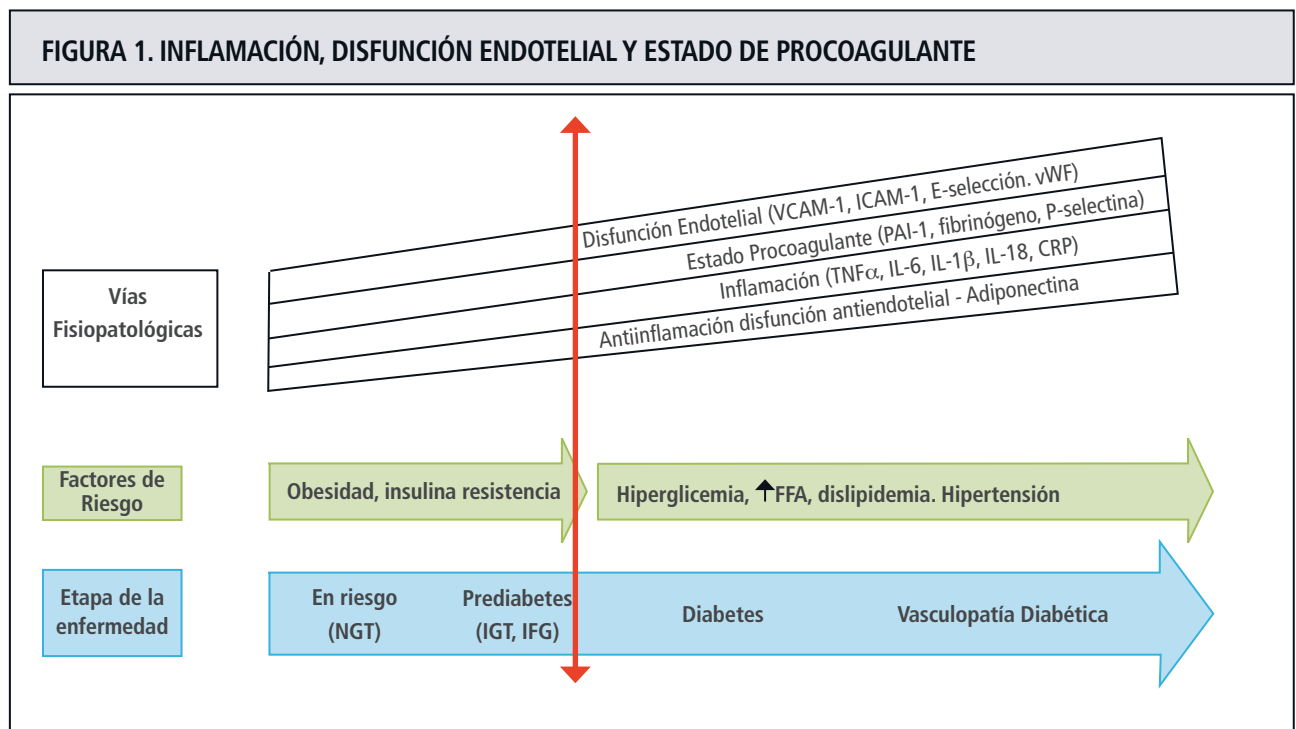 FIGURA 1. INFLAMACIÓN, DISFUNCIÓN ENDOTELIAL Y ESTADO DE PROCOAGULANTE
Vías
Fisiopatológicas
Disfunción Endotelial (VCAM-1, ICAM-1, E-selección. vWF)
Estado Procoagulante (PAI-1, fibrinógeno, P-selectina)
Inflamación (TNFα, IL-6, IL-1β, IL-18, CRP)
Antiinflamación disfunción antiendotelial - Adiponectina
Factores de
Riesgo
Obesidad, insulina resistencia
Hiperglicemia, ↑FFA, dislipidemia. Hipertensión
Etapa de la
enfermedad
En riesgo
(NGT)
Prediabetes
(IGT, IFG)
Diabetes
Vasculopatía Diabética